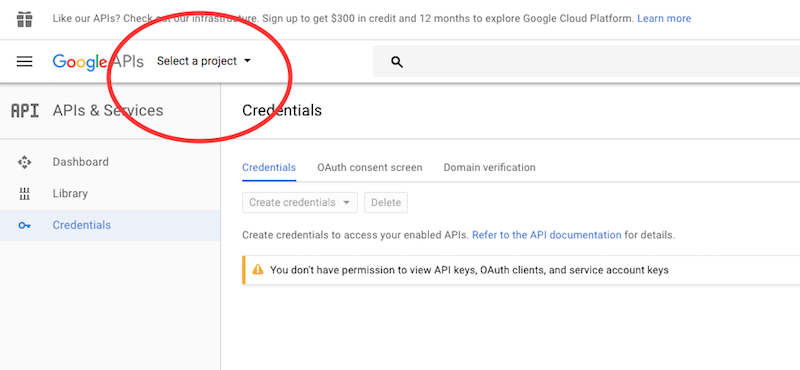 Like our APIs? Check out our infrastructure. Sign up to get $300 in credit and 12 months to explore Google Cloud Platform. Learn more
Google APIs Select a project
API APIs & Services
Credentials
Dashboard
Library
Credentials
Credentials OAuth consent screen Domain verification
Create credentials Delete
Create credentials to access your enabled APIs. Refer to the API documentation for details.
You don't have permission to view API keys, OAuth clients, and service account keys